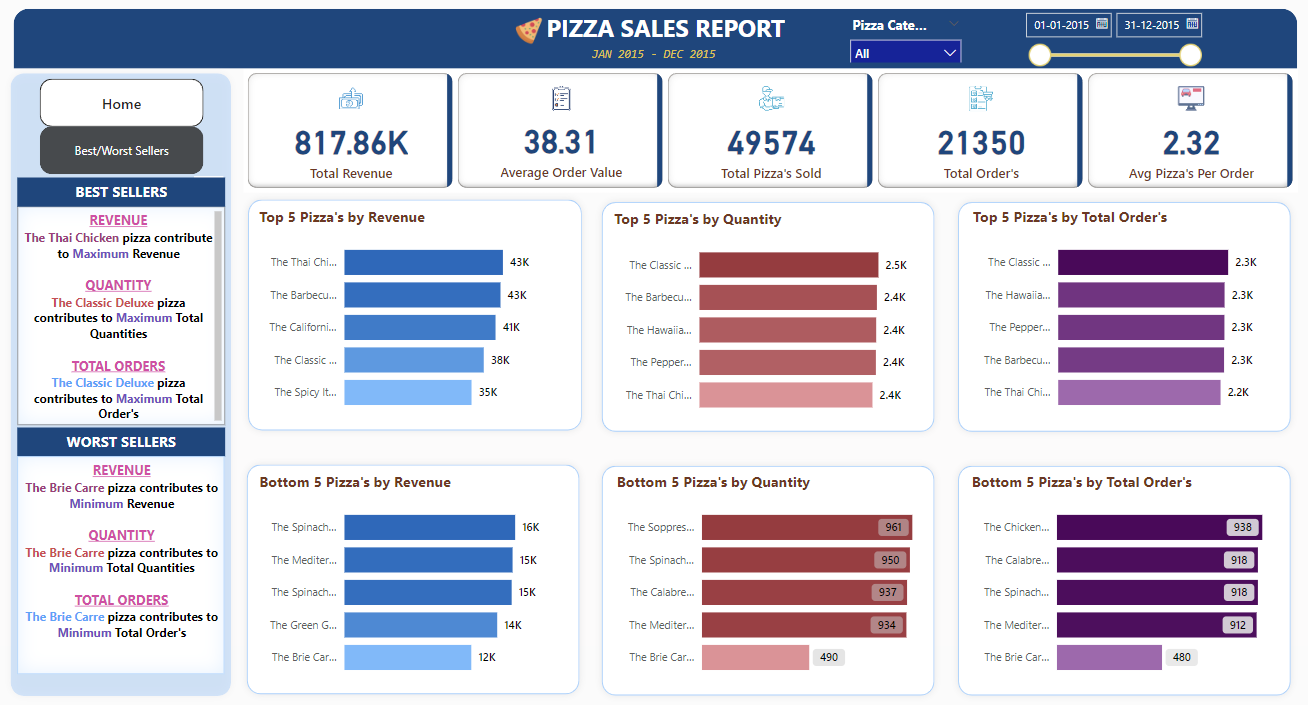 PIZZA SALES REPORT
JAN 2015 - DEC 2015
Pizza Cate...
All
01-01-2015
31-12-2015
Home
Best/Worst Sellers
BEST SELLERS
REVENUE
The Thai Chicken pizza contribute
to Maximum Revenue
QUANTITY
The Classic Deluxe pizza
contributes to Maximum Total
Quantities
TOTAL ORDERS
The Classic Deluxe pizza
contributes to Maximum Total
Order's
WORST SELLERS
REVENUE
The Brie Carre pizza contributes to
Minimum Revenue
QUANTITY
The Brie Carre pizza contributes to
Minimum Total Quantities
TOTAL ORDERS
The Brie Carre pizza contributes to
Minimum Total Order's
817.86K
Total Revenue
38.31
Average Order Value
49574
Total Pizza's Sold
21350
Total Order's
2.32
Avg Pizza's Per Order
Top 5 Pizza's by Revenue
The Thai Chi... 43K
The Barbecu... 43K
The Californi... 41K
The Classic ... 38K
The Spicy It... 35K
Top 5 Pizza's by Quantity
The Classic ... 2.5K
The Barbecu... 2.4K
The Hawaiia... 2.4K
The Pepper... 2.4K
The Thai Chi... 2.4K
Top 5 Pizza's by Total Order's
The Classic ... 2.3K
The Hawaiia... 2.3K
The Pepper... 2.3K
The Barbecu... 2.3K
The Thai Chi... 2.2K
Bottom 5 Pizza's by Revenue
The Spinach... 16K
The Mediter... 15K
The Spinach... 15K
The Green G... 14K
The Brie Car... 12K
Bottom 5 Pizza's by Quantity
The Soppres... 961
The Spinach... 950
The Calabre... 937
The Mediter... 934
The Brie Car... 490
Bottom 5 Pizza's by Total Order's
The Chicken... 938
The Calabre... 918
The Spinach... 918
The Mediter... 912
The Brie Car... 480